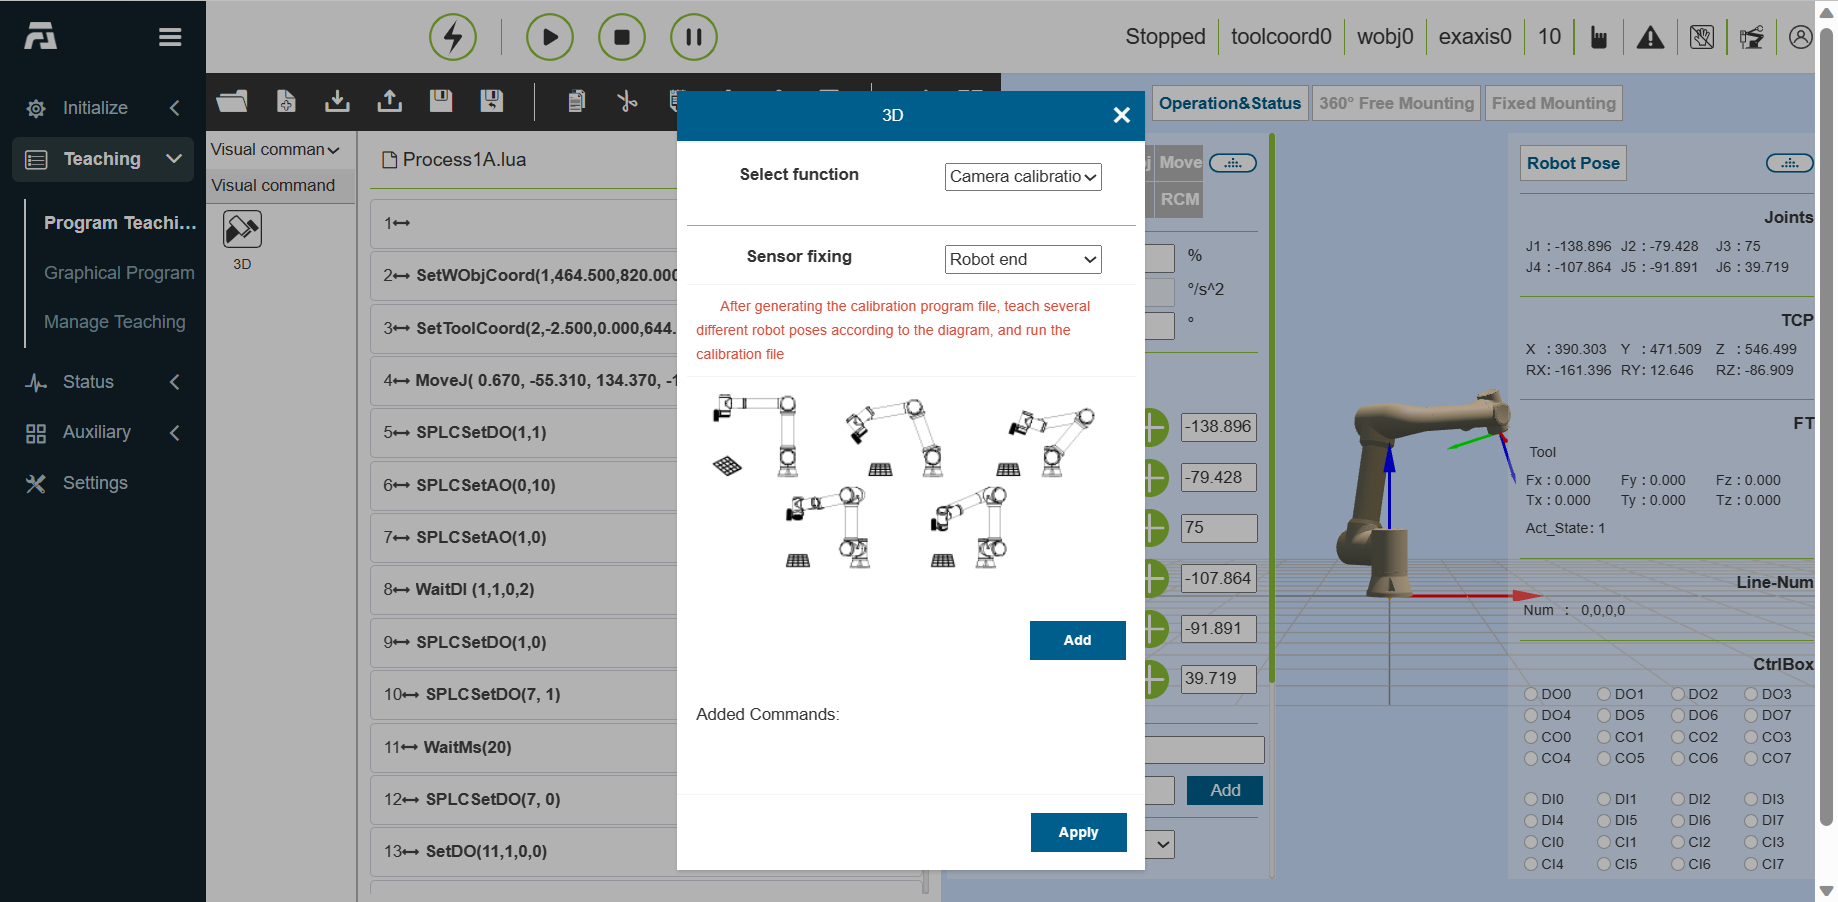 Stopped
toolcoord0
wobj0
exaxis0
10
Initialize
Teaching
Program Teachi...
Graphical Program
Manage Teaching
Status
Auxiliary
Settings
Visual comman
Visual command
3D
Process1A.lua
1
2 SetWObjCoord(1,464.500,820.000
3 SetToolCoord(2,-2.500,0.000,644.
4 MoveJ( 0.670, -55.310, 134.370, -1
5 SPLCSetDO(1,1)
6 SPLCSetAO(0,10)
7 SPLCSetAO(1,0)
8 WaitDI (1,1,0,2)
9 SPLCSetDO(1,0)
10 SPLCSetDO(7, 1)
11 WaitMs(20)
12 SPLCSetDO(7, 0)
13 SetDO(11,1,0,0)
3D
Select function
Camera calibratio
Sensor fixing
Robot end
After generating the calibration program file, teach several
different robot poses according to the diagram, and run the
calibration file
Add
Added Commands:
Apply
Operation&Status
360° Free Mounting
Fixed Mounting
Move
RCM
%
°/s^2
°
-138.896
-79.428
75
-107.864
-91.891
39.719
Add
Robot Pose
Joints
J1 : -138.896 J2 : -79.428 J3 : 75
J4 : -107.864 J5 : -91.891 J6 : 39.719
TCP
X : 390.303 Y : 471.509 Z : 546.499
RX: -161.396 RY: 12.646 RZ: -86.909
FT
Tool
Fx : 0.000 Fy : 0.000 Fz : 0.000
Tx : 0.000 Ty : 0.000 Tz : 0.000
Act_State: 1
Line-Num
Num : 0,0,0,0
CtrlBox
DO0 DO1 DO2 DO3
DO4 DO5 DO6 DO7
CO0 CO1 CO2 CO3
CO4 CO5 CO6 CO7
DI0 DI1 DI2 DI3
DI4 DI5 DI6 DI7
CI0 CI1 CI2 CI3
CI4 CI5 CI6 CI7